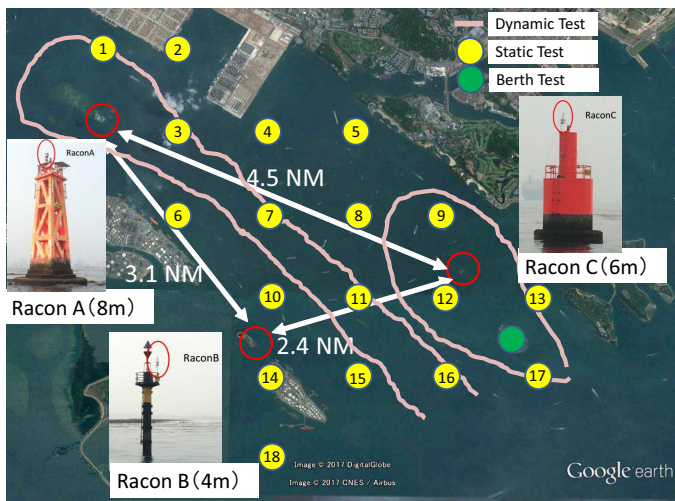 Dynamic Test
Static Test
Berth Test
1
2
3
4
5
6
7
8
9
10
11
12
13
14
15
16
17
18
4.5 NM
3.1 NM
2.4 NM
RaconA
Racon A(8m)
RaconB
Racon B(4m)
RaconC
Racon C(6m)
Image © 2017 DigitalGlobe
Image © 2017 CNES / Airbus
Google earth